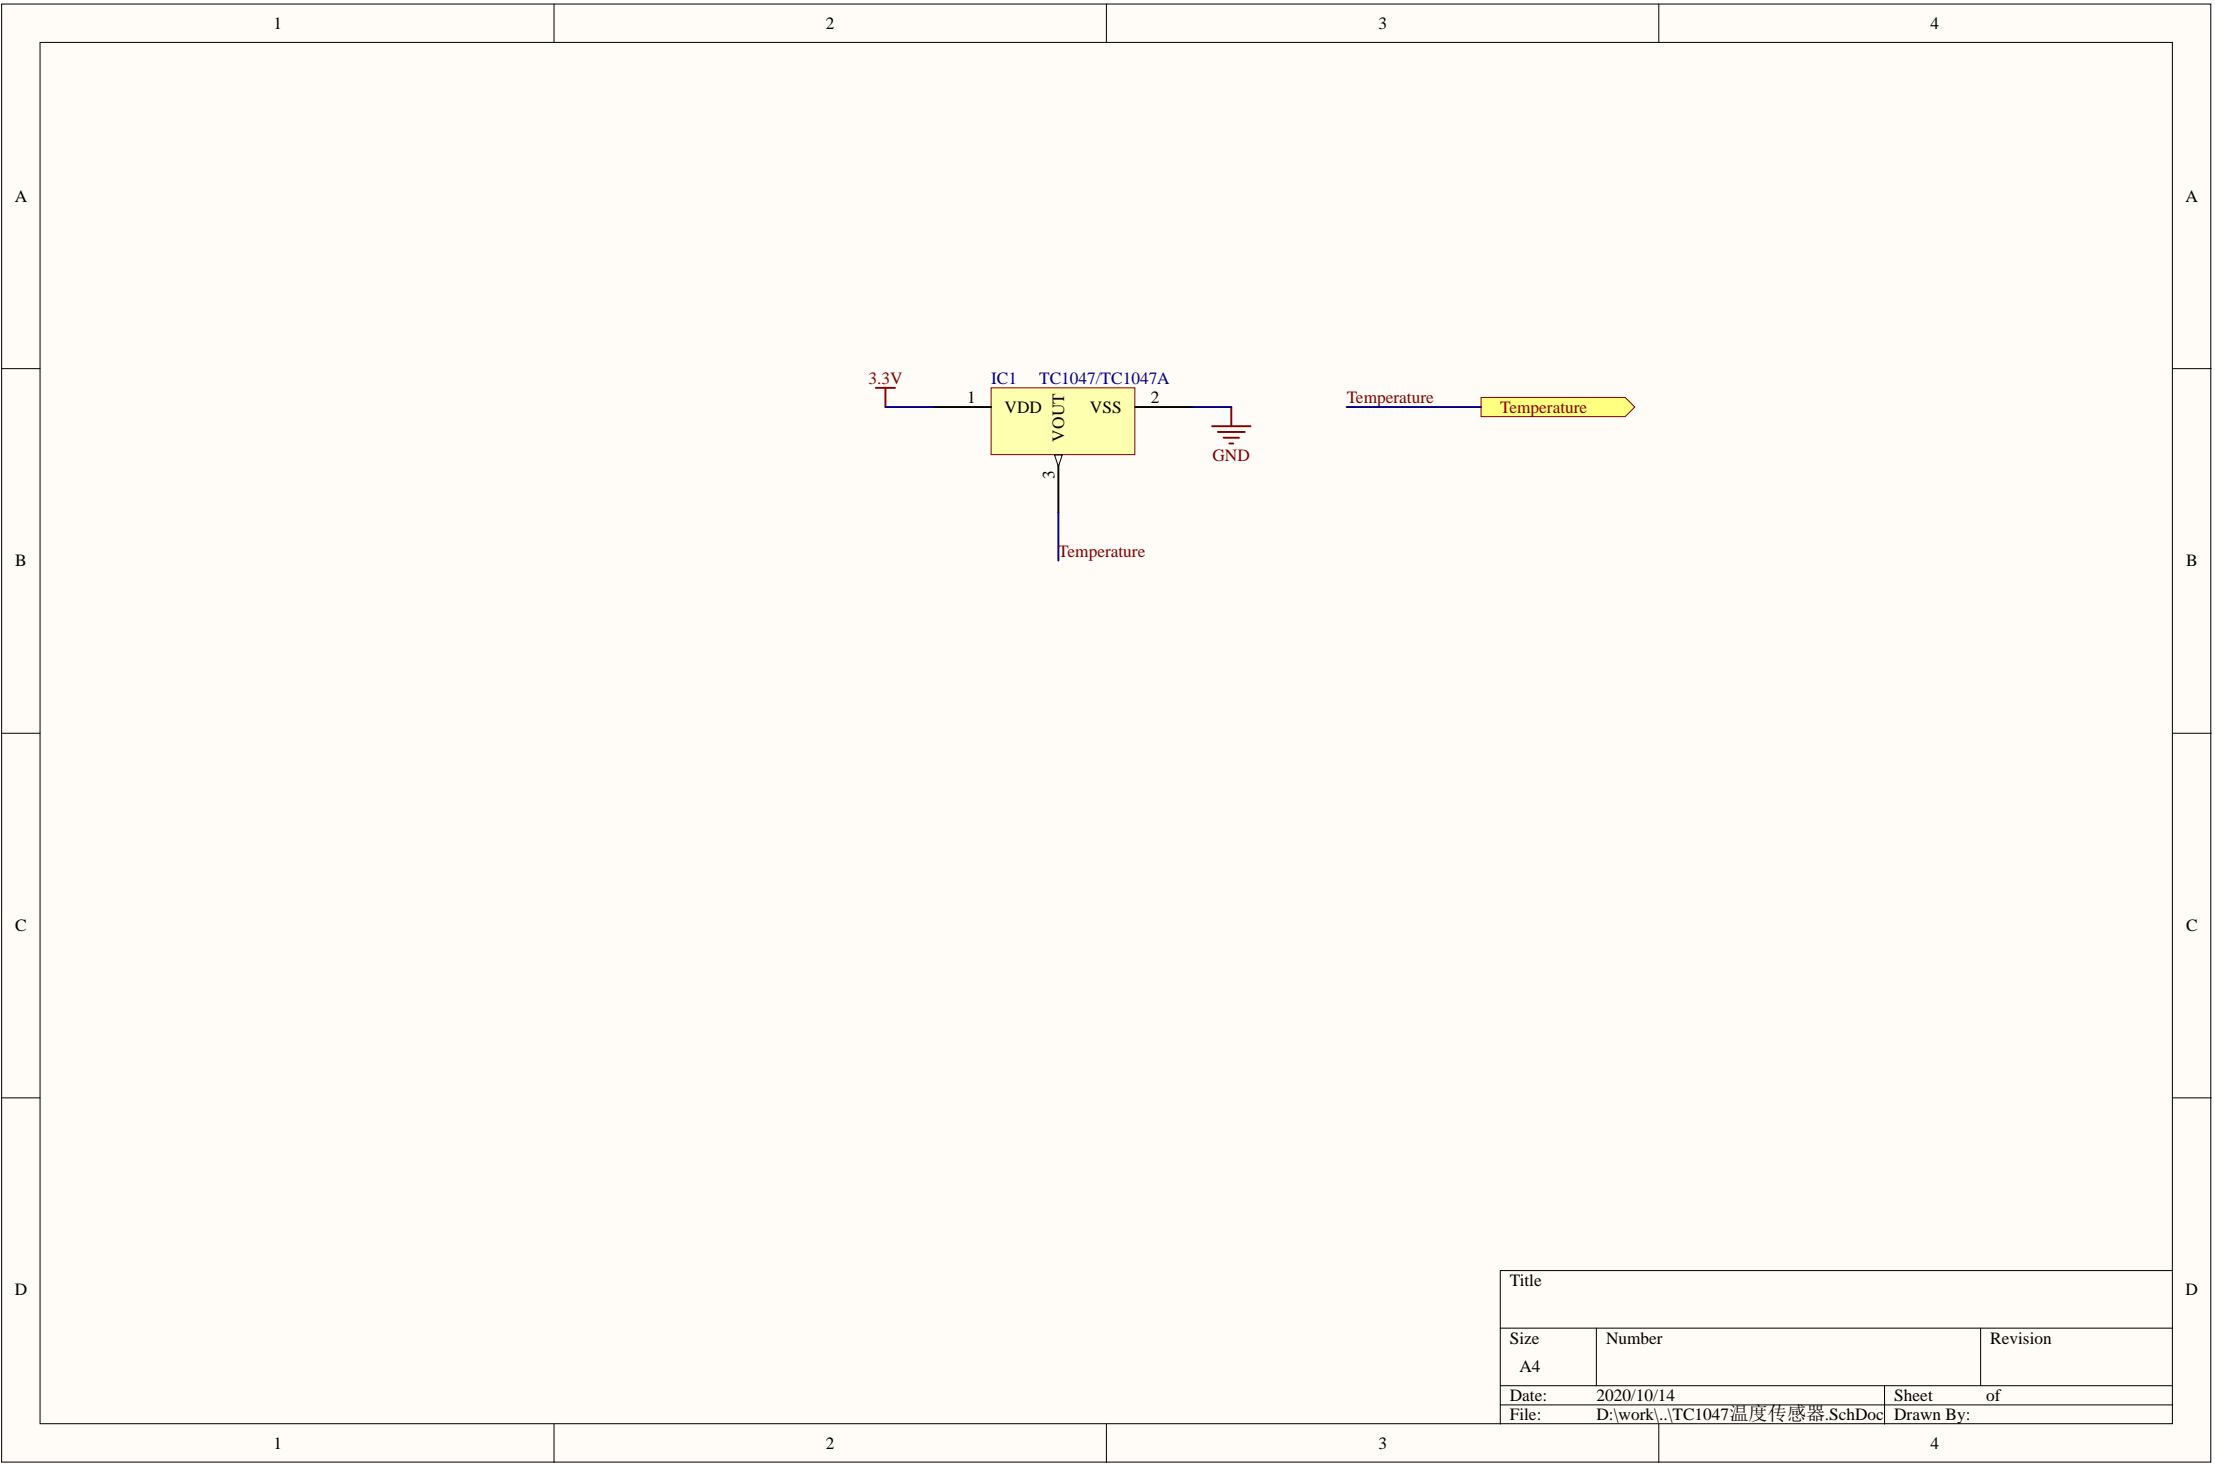 1 2 3 4
A A
3.3V IC1 TC1047/TC1047A
1 VDD VOUT VSS 2
Temperature Temperature
GND
3
Temperature
B B
C C
D D
Title
Size Number Revision
A4
Date: 2020/10/14 Sheet of
File: D:\work\..\TC1047温度传感器.SchDoc Drawn By:
1 2 3 4